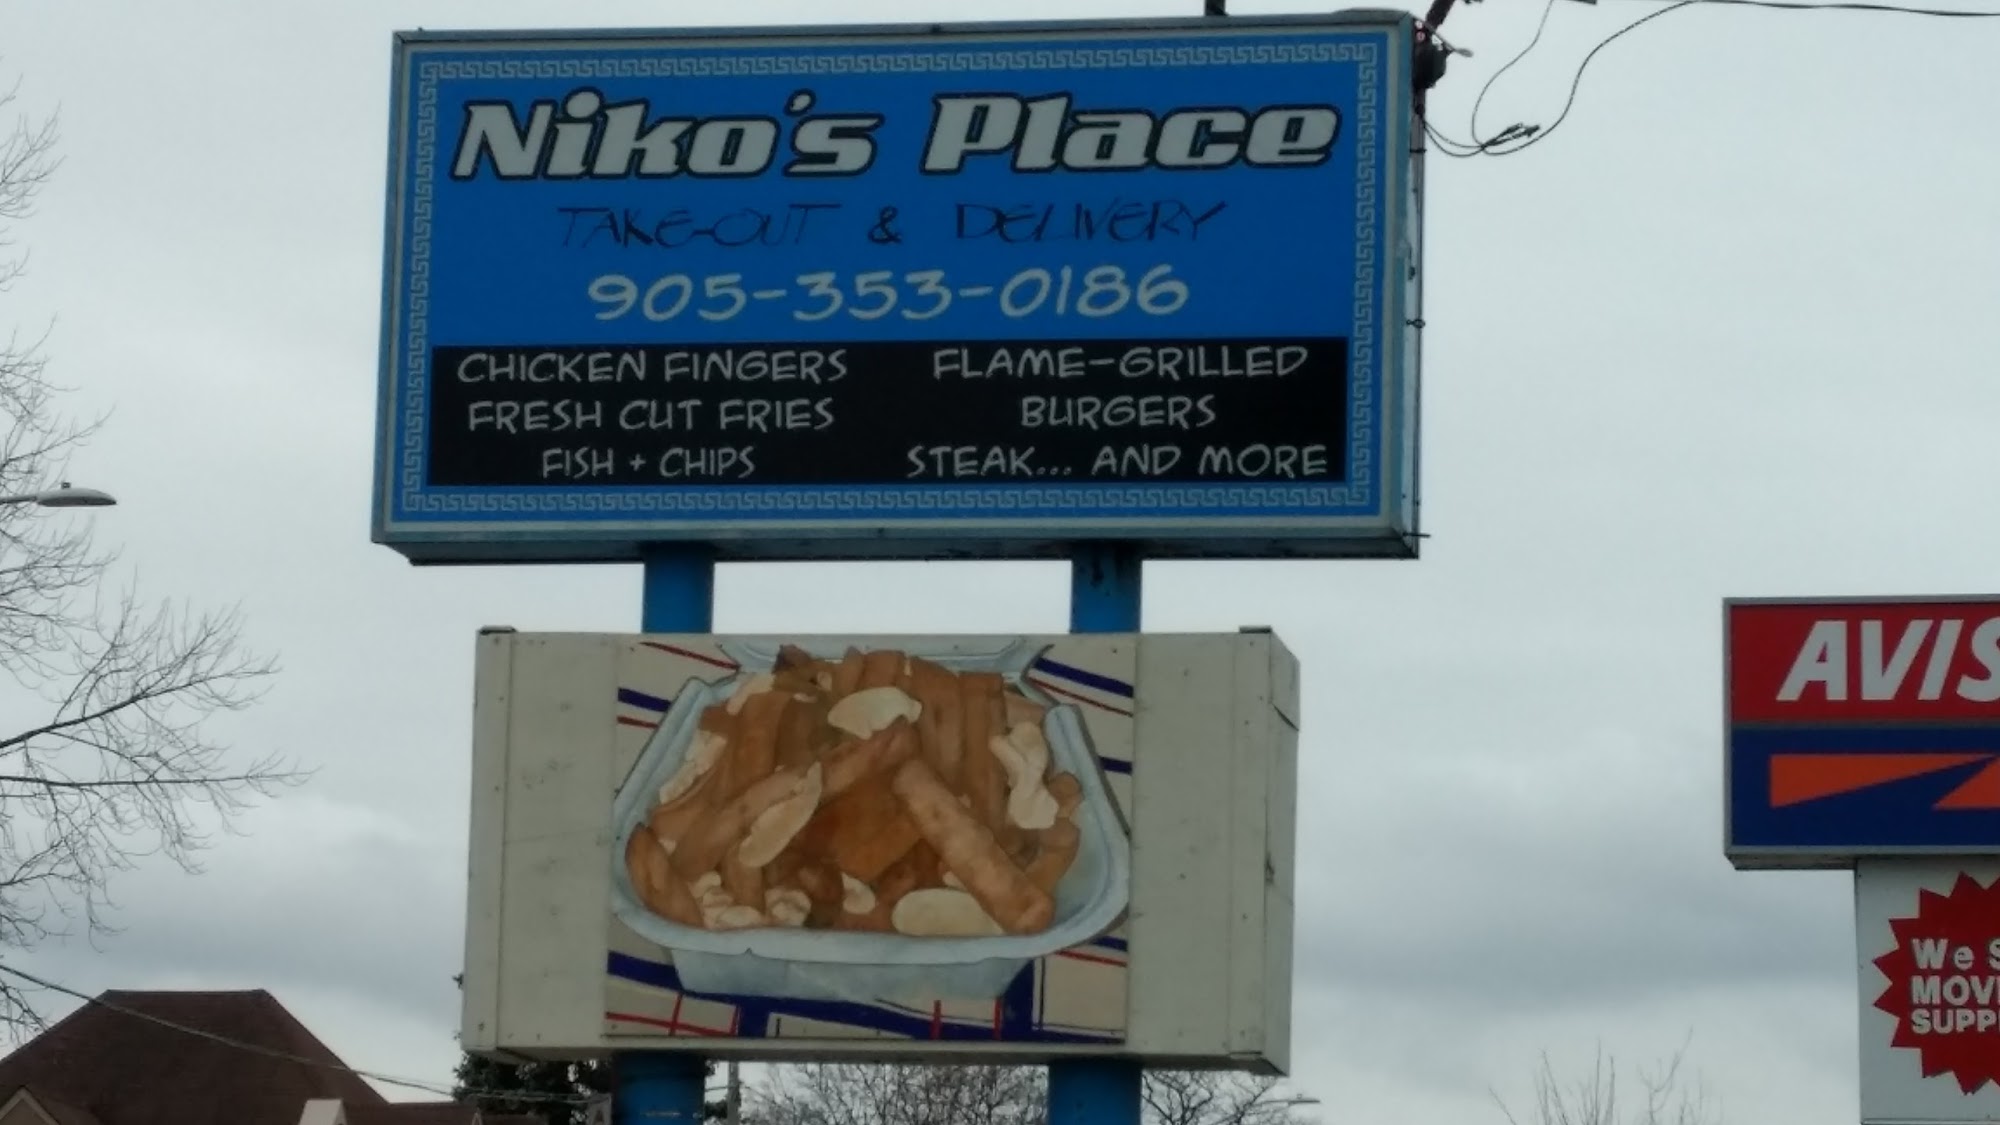 Niko's Place
TAKE-OUT & DELIVERY
905-353-0186
CHICKEN FINGERS
FRESH CUT FRIES
FISH + CHIPS
FLAME-GRILLED
BURGERS
STEAK... AND MORE
AVIS
We